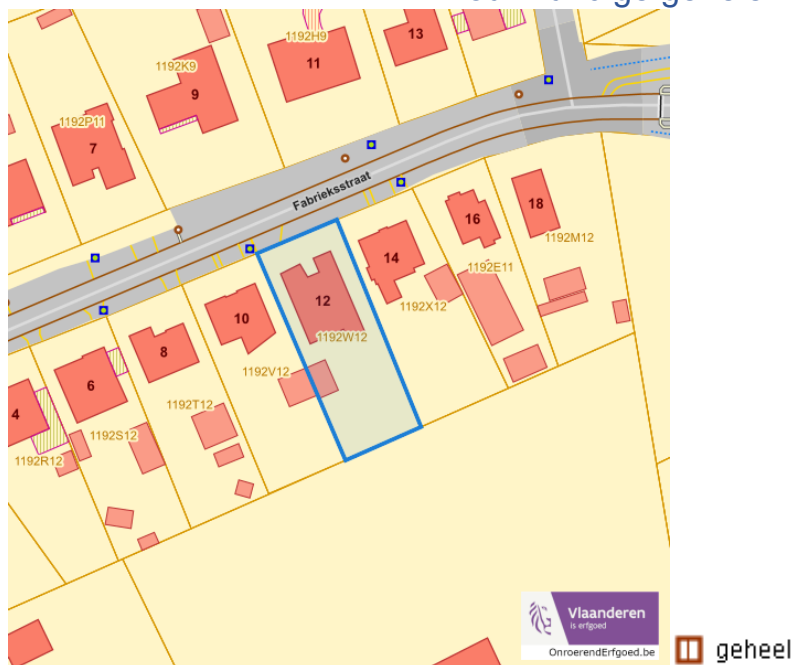 1192H9
13
11
1192K9
9
1192P11
7
Fabrieksstraat
18
16
1192M12
14
1192E11
12
1192X12
10
1192W12
8
1192V12
6
1192T12
4
1192S12
1192R12
Vlaanderen
is erfgoed
OnroerendErfgoed.be
geheel